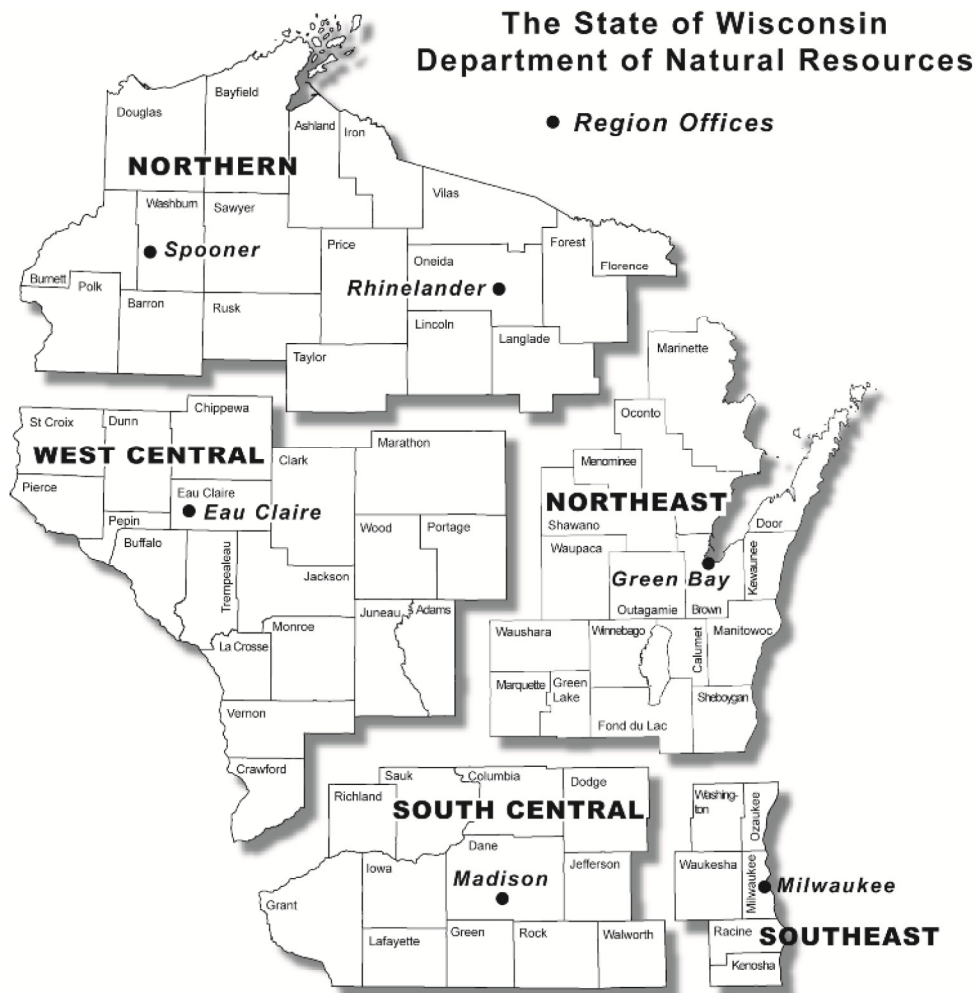 The State of Wisconsin
Department of Natural Resources
● Region Offices
Douglas
Bayfield
Ashland
Iron
NORTHERN
Vilas
Washburn
Sawyer
Spooner
Price
Oneida
Forest
Florence
Burnett
Polk
Barron
Rusk
Rhinelander
Lincoln
Langlade
Taylor
Marinette
St Croix
Dunn
Chippewa
WEST CENTRAL
Clark
Marathon
Pierce
Eau Claire
Eau Claire
Pepin
Buffalo
Trempealeau
Wood
Portage
Jackson
Juneau
Adams
Monroe
La Crosse
Vernon
Crawford
Oconto
Menominee
NORTHEAST
Shawano
Door
Waupaca
Green Bay
Kewaunee
Outagamie
Brown
Waushara
Winnebago
Calumet
Manitowoc
Marquette
Green
Lake
Sheboygan
Fond du Lac
Sauk
Columbia
Dodge
Richland
SOUTH CENTRAL
Dane
Iowa
Madison
Jefferson
Grant
Lafayette
Green
Rock
Walworth
Washing-
ton
Ozaukee
Waukesha
Milwaukee
Milwaukee
Racine
SOUTHEAST
Kenosha